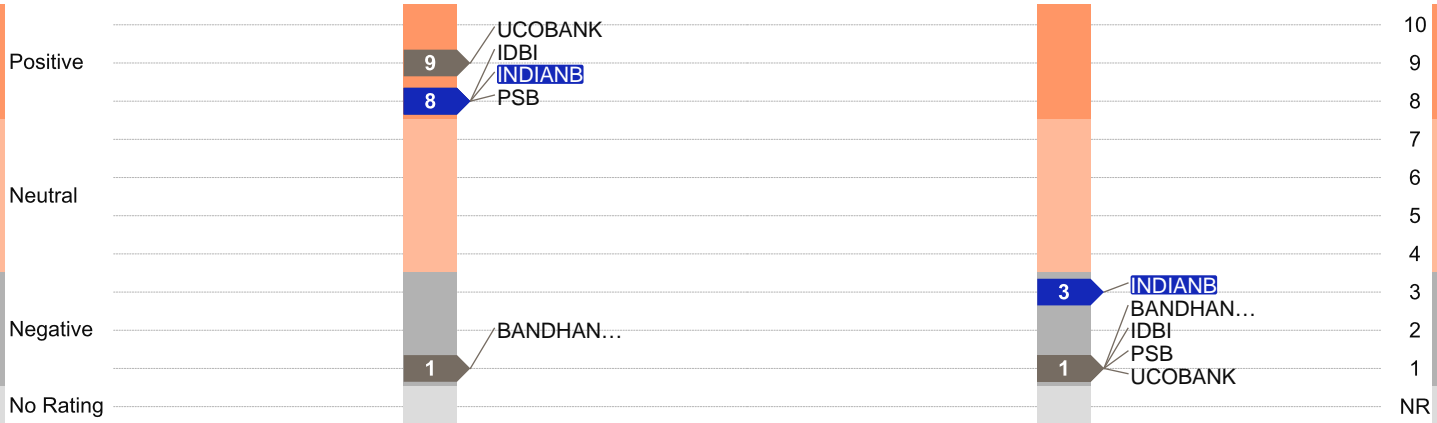 UCOBANK
10
IDBI
Positive
9
9
INDIANB
8
PSB
8
7
Neutral
6
5
4
3
INDIANB
3
BANDHAN…
Negative
BANDHAN…
IDBI
2
PSB
1
1
1
UCOBANK
No Rating
NR